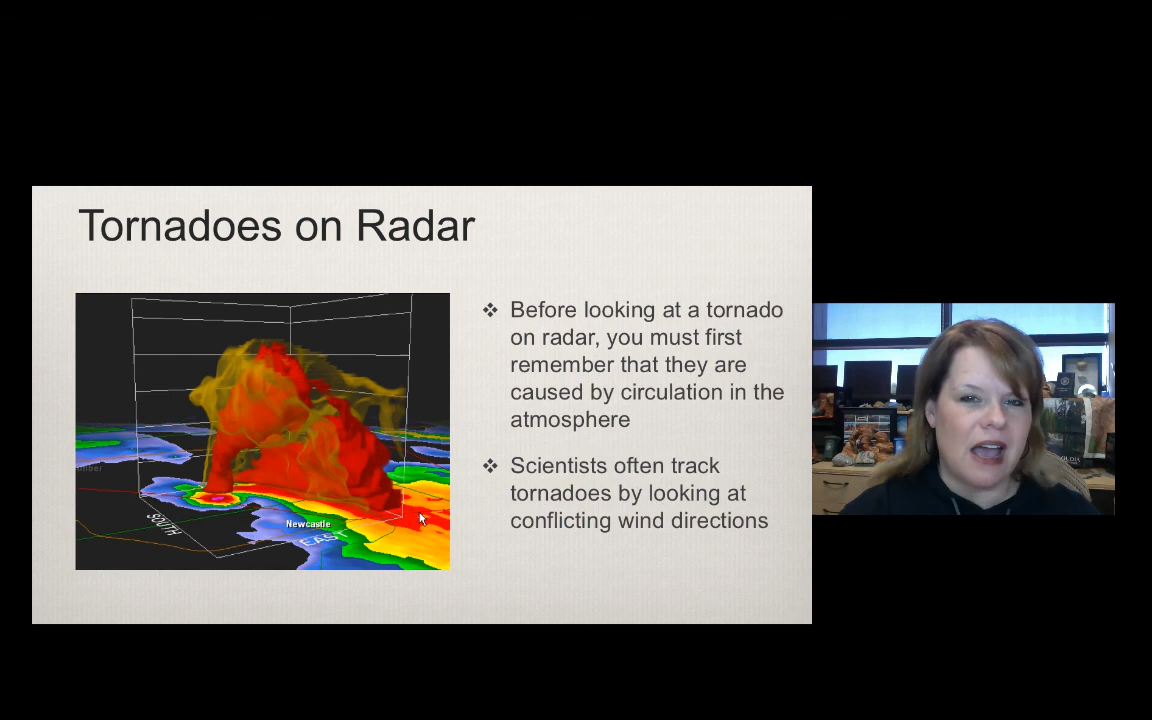 Tornadoes on Radar
Before looking at a tornado
on radar, you must first
remember that they are
caused by circulation in the
atmosphere
Scientists often track
tornadoes by looking at
conflicting wind directions
SOUTH
Newcastle
EAST